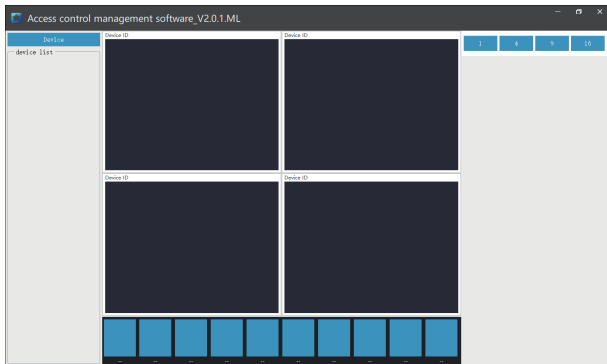 Access control management software_V2.0.1.ML
Device
device list
Device ID
Device ID
1
4
9
16
Device ID
Device ID
-- -- -- -- -- -- -- -- -- --